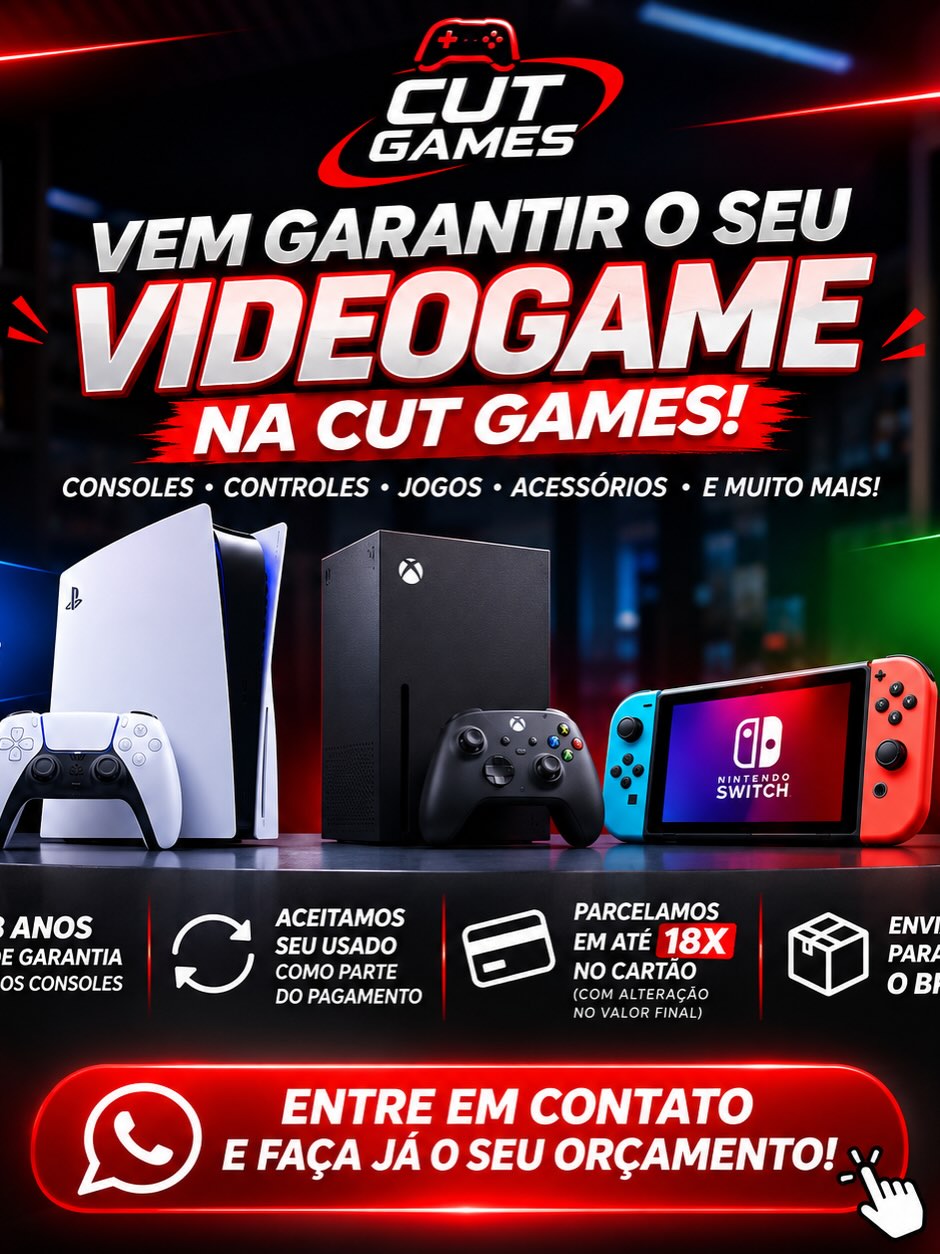 CUT
GAMES
VEM GARANTIR O SEU
VIDEOGAME
NA CUT GAMES!
CONSOLES • CONTROLES • JOGOS • ACESSÓRIOS • E MUITO MAIS!
NINTENDO
SWITCH
ANOS
DE GARANTIA
OS CONSOLES
ACEITAMOS
SEU USADO
COMO PARTE
DO PAGAMENTO
PARCELAMOS
EM ATÉ 18X
NO CARTÃO
(COM ALTERAÇÃO
NO VALOR FINAL)
PARA
O
ENTRE EM CONTATO
E FAÇA JÁ O SEU ORÇAMENTO!